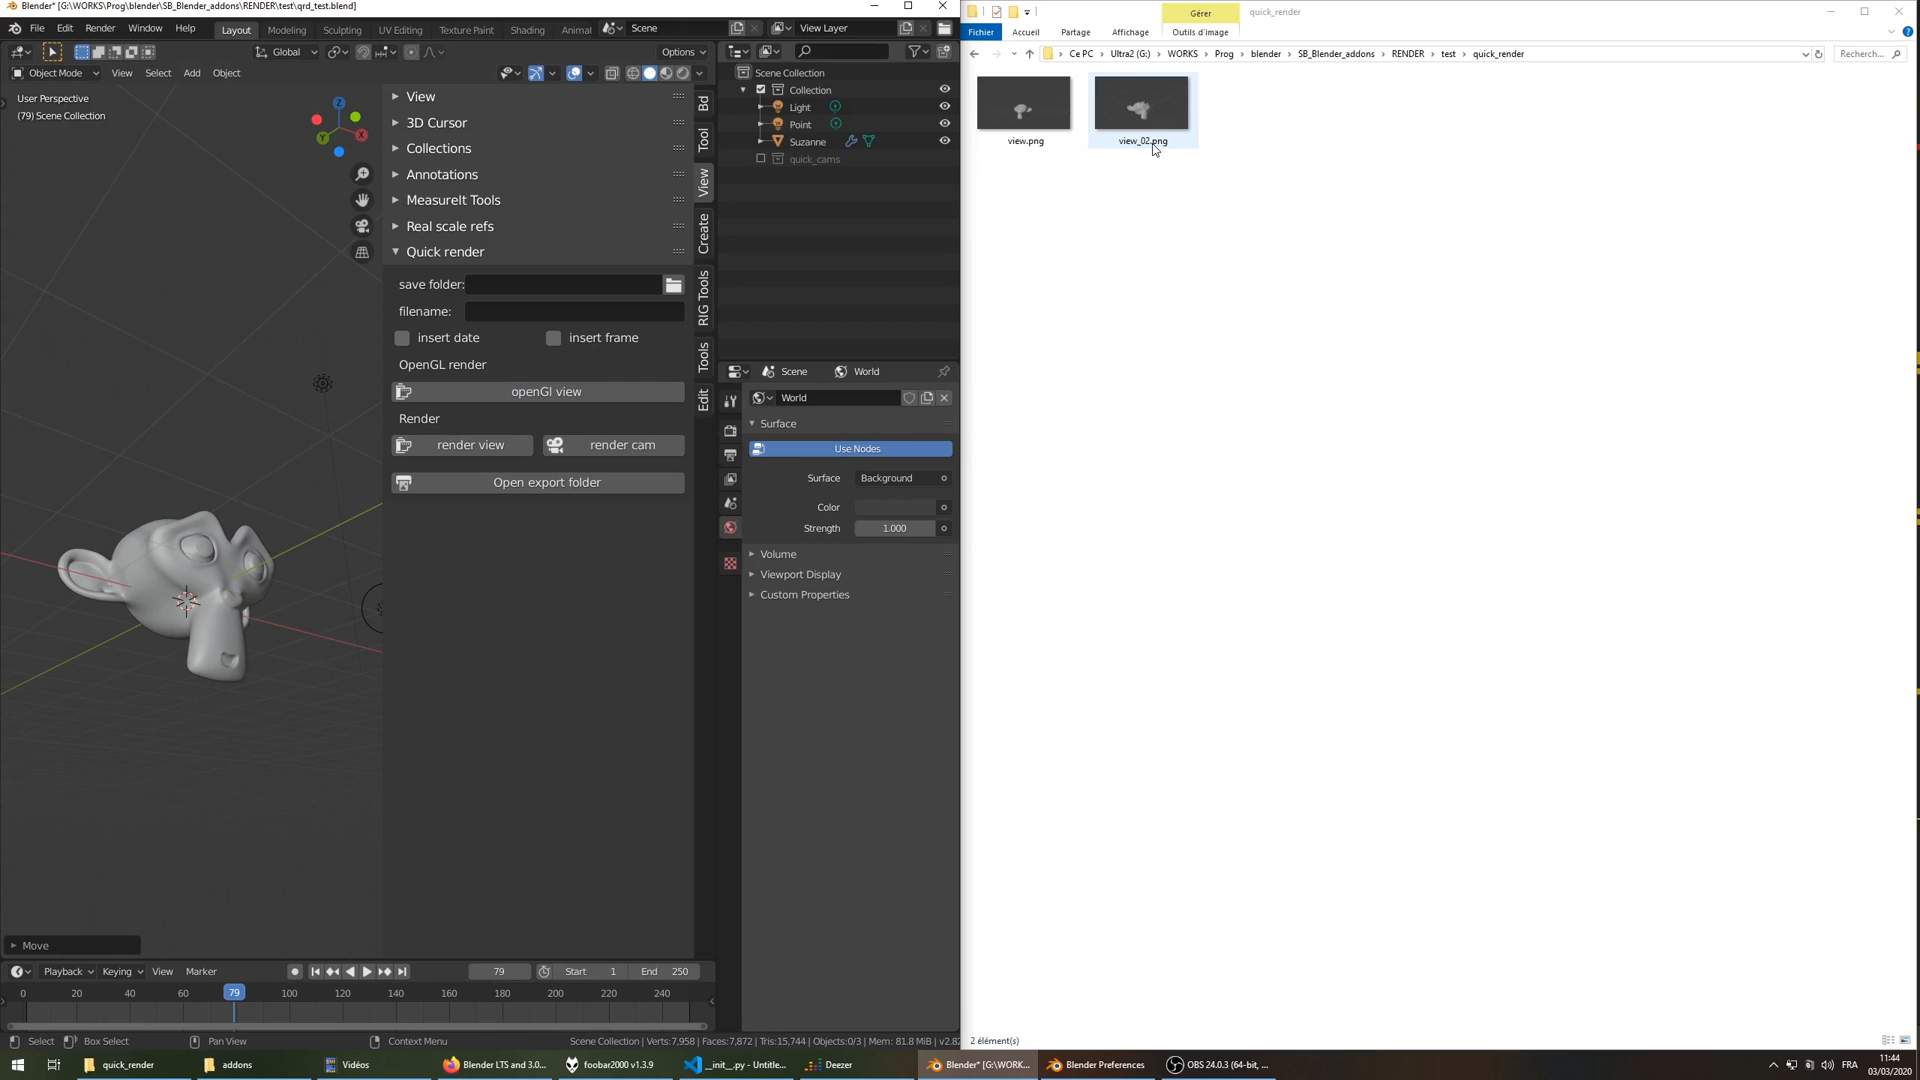 Blender* [G:\WORKS\Prog\blender\SB_Blender_addons\RENDER\test\qrd_test.blend]
File Edit Render Window Help Layout Modeling Sculpting UV Editing Texture Paint Shading Animat Scene View Layer
Global Options
Object Mode View Select Add Object
User Perspective
(79) Scene Collection
Z
Y
X
View
3D Cursor
Collections
Annotations
MeasureIt Tools
Real scale refs
Quick render
save folder:
filename:
insert date insert frame
OpenGL render
openGl view
Render
render view render cam
Open export folder
Bd
Tool
View
Create
RIG Tools
Tools
Edit
Scene Collection
Collection
Light
Point
Suzanne
quick_cams
Scene World
World
Surface
Use Nodes
Surface Background
Color
Strength 1.000
Volume
Viewport Display
Custom Properties
Move
Playback Keying View Marker 79 Start 1 End 250
0 20 40 60 79 100 120 140 160 180 200 220 240
Select Box Select Pan View Context Menu Scene Collection | Verts:7,958 | Faces:7,872 | Tris:15,744 | Objects:0/3 | Mem: 81.8 MiB | v2.82
Gérer quick_render
Fichier Accueil Partage Affichage Outils d'image
Ce PC Ultra2 (G:) WORKS Prog blender SB_Blender_addons RENDER test quick_render Recherch...
view.png view_02.png
2 élément(s)
quick_render addons Vidéos Blender LTS and 3.0... foobar2000 v1.3.9 __init__.py - Untitle... Deezer Blender* [G:\WORK... Blender Preferences OBS 24.0.3 (64-bit, ... FRA 11:44
03/03/2020